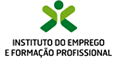 INSTITUTO DO EMPREGO
E FORMAÇÃO PROFISSIONAL